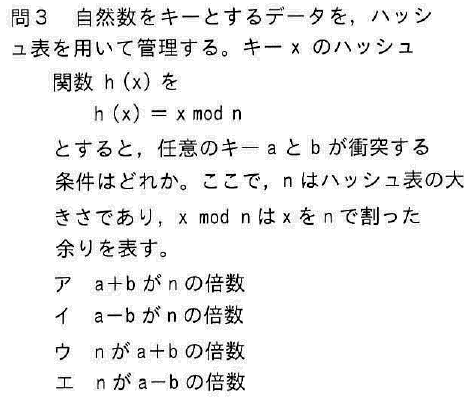 問3 自然数をキーとするデータを，ハッシ
ュ表を用いて管理する。キー x のハッシュ
関数 h (x) を
h (x) ＝ x mod n
とすると，任意のキー a と b が衝突する
条件はどれか。ここで，n はハッシュ表の大
きさであり，x mod n は x を n で割った
余りを表す。
ア a＋b が n の倍数
イ a－b が n の倍数
ウ n が a＋b の倍数
エ n が a－b の倍数